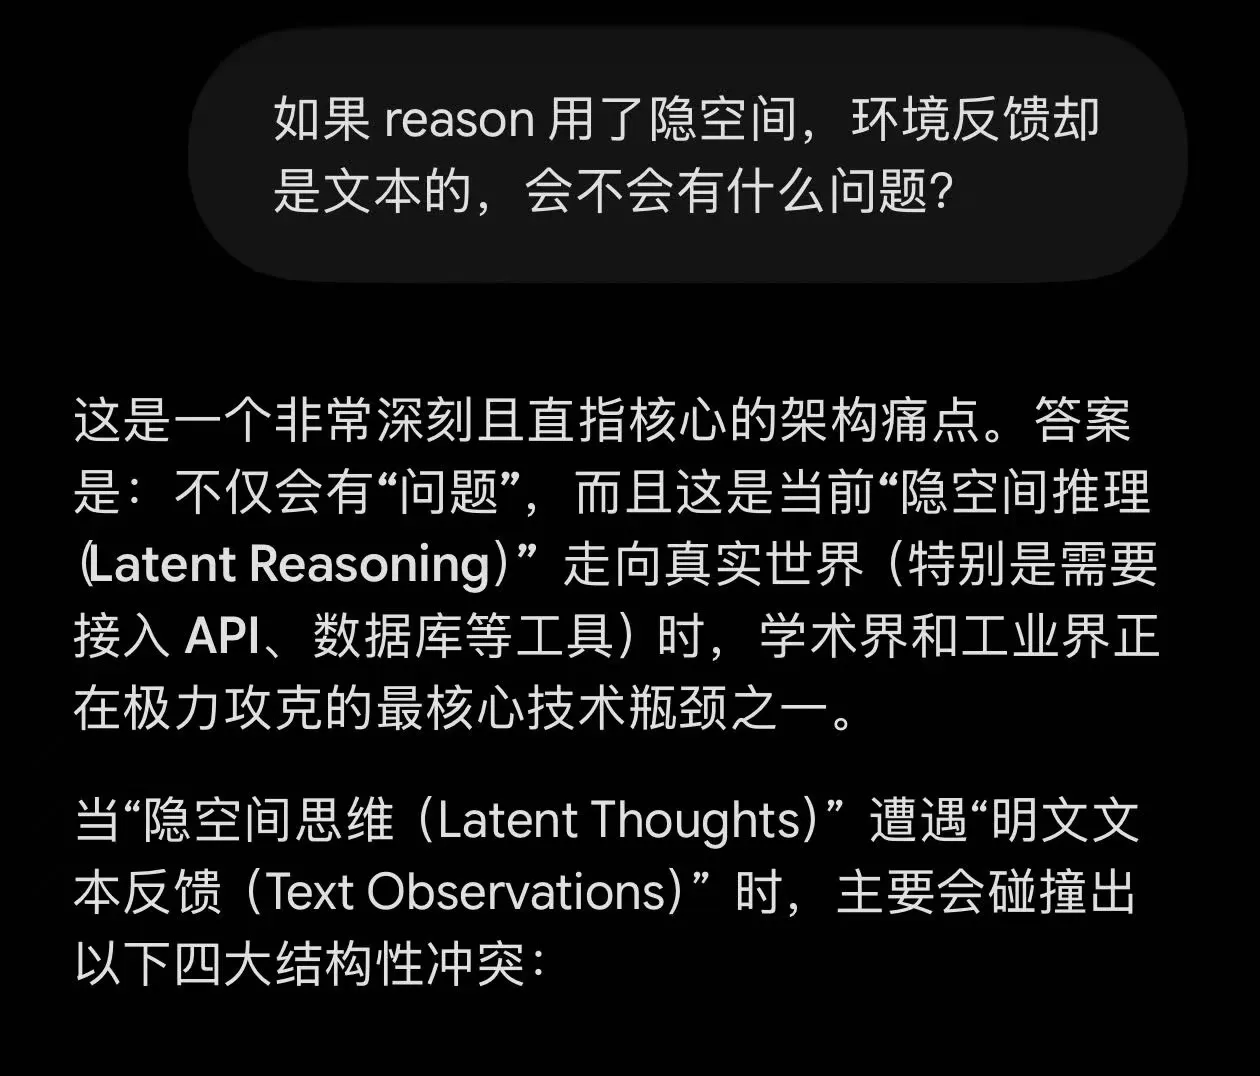 如果 reason 用了隐空间，环境反馈却
是文本的，会不会有什么问题？
这是一个非常深刻且直指核心的架构痛点。答案
是：不仅会有“问题”，而且这是当前“隐空间推理
（Latent Reasoning）”走向真实世界（特别是需要
接入 API、数据库等工具）时，学术界和工业界正
在极力攻克的最核心技术瓶颈之一。
当“隐空间思维（Latent Thoughts）”遭遇“明文文
本反馈（Text Observations）”时，主要会碰撞出
以下四大结构性冲突：